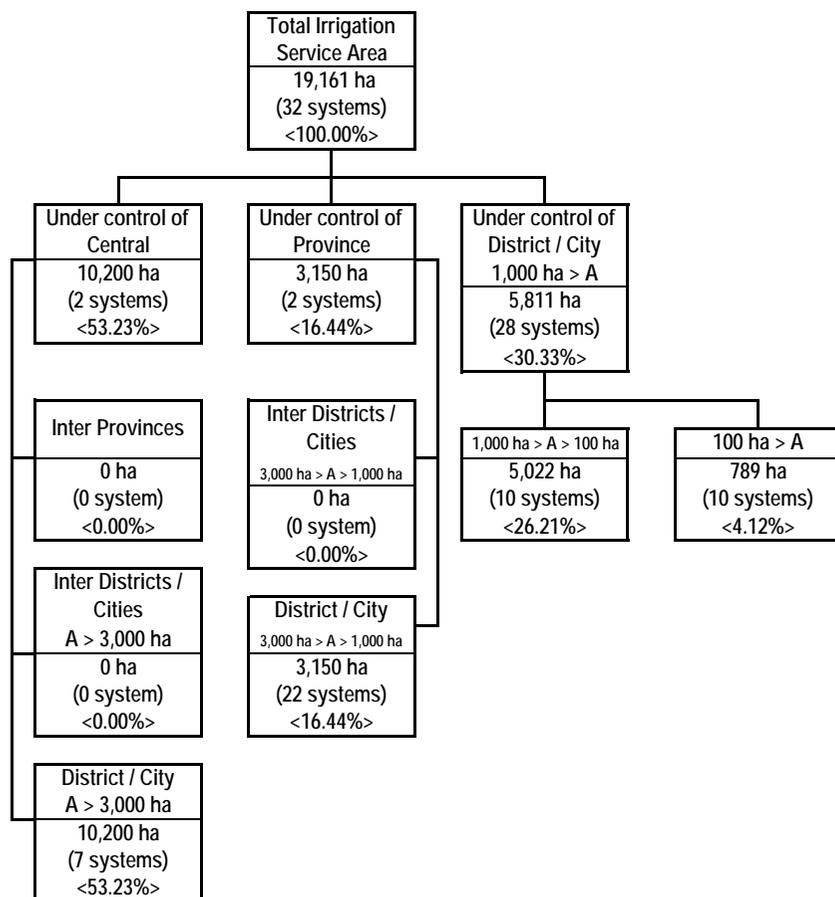 Total Irrigation
Service Area
19,161 ha
(32 systems)
<100.00%>
Under control of
Central
10,200 ha
(2 systems)
<53.23%>
Under control of
Province
3,150 ha
(2 systems)
<16.44%>
Under control of
District / City
1,000 ha > A
5,811 ha
(28 systems)
<30.33%>
Inter Provinces
0 ha
(0 system)
<0.00%>
Inter Districts /
Cities
3,000 ha > A > 1,000 ha
0 ha
(0 system)
<0.00%>
1,000 ha > A > 100 ha
5,022 ha
(10 systems)
<26.21%>
100 ha > A
789 ha
(10 systems)
<4.12%>
Inter Districts /
Cities
A > 3,000 ha
0 ha
(0 system)
<0.00%>
District / City
3,000 ha > A > 1,000 ha
3,150 ha
(22 systems)
<16.44%>
District / City
A > 3,000 ha
10,200 ha
(7 systems)
<53.23%>